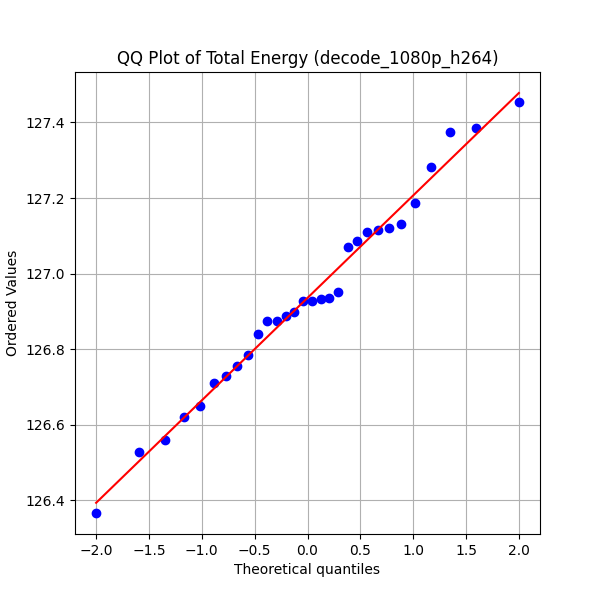 QQ Plot of Total Energy (decode_1080p_h264)
127.4
127.2
127.0
126.8
126.6
126.4
Ordered Values
−2.0 −1.5 −1.0 −0.5 0.0 0.5 1.0 1.5 2.0
Theoretical quantiles